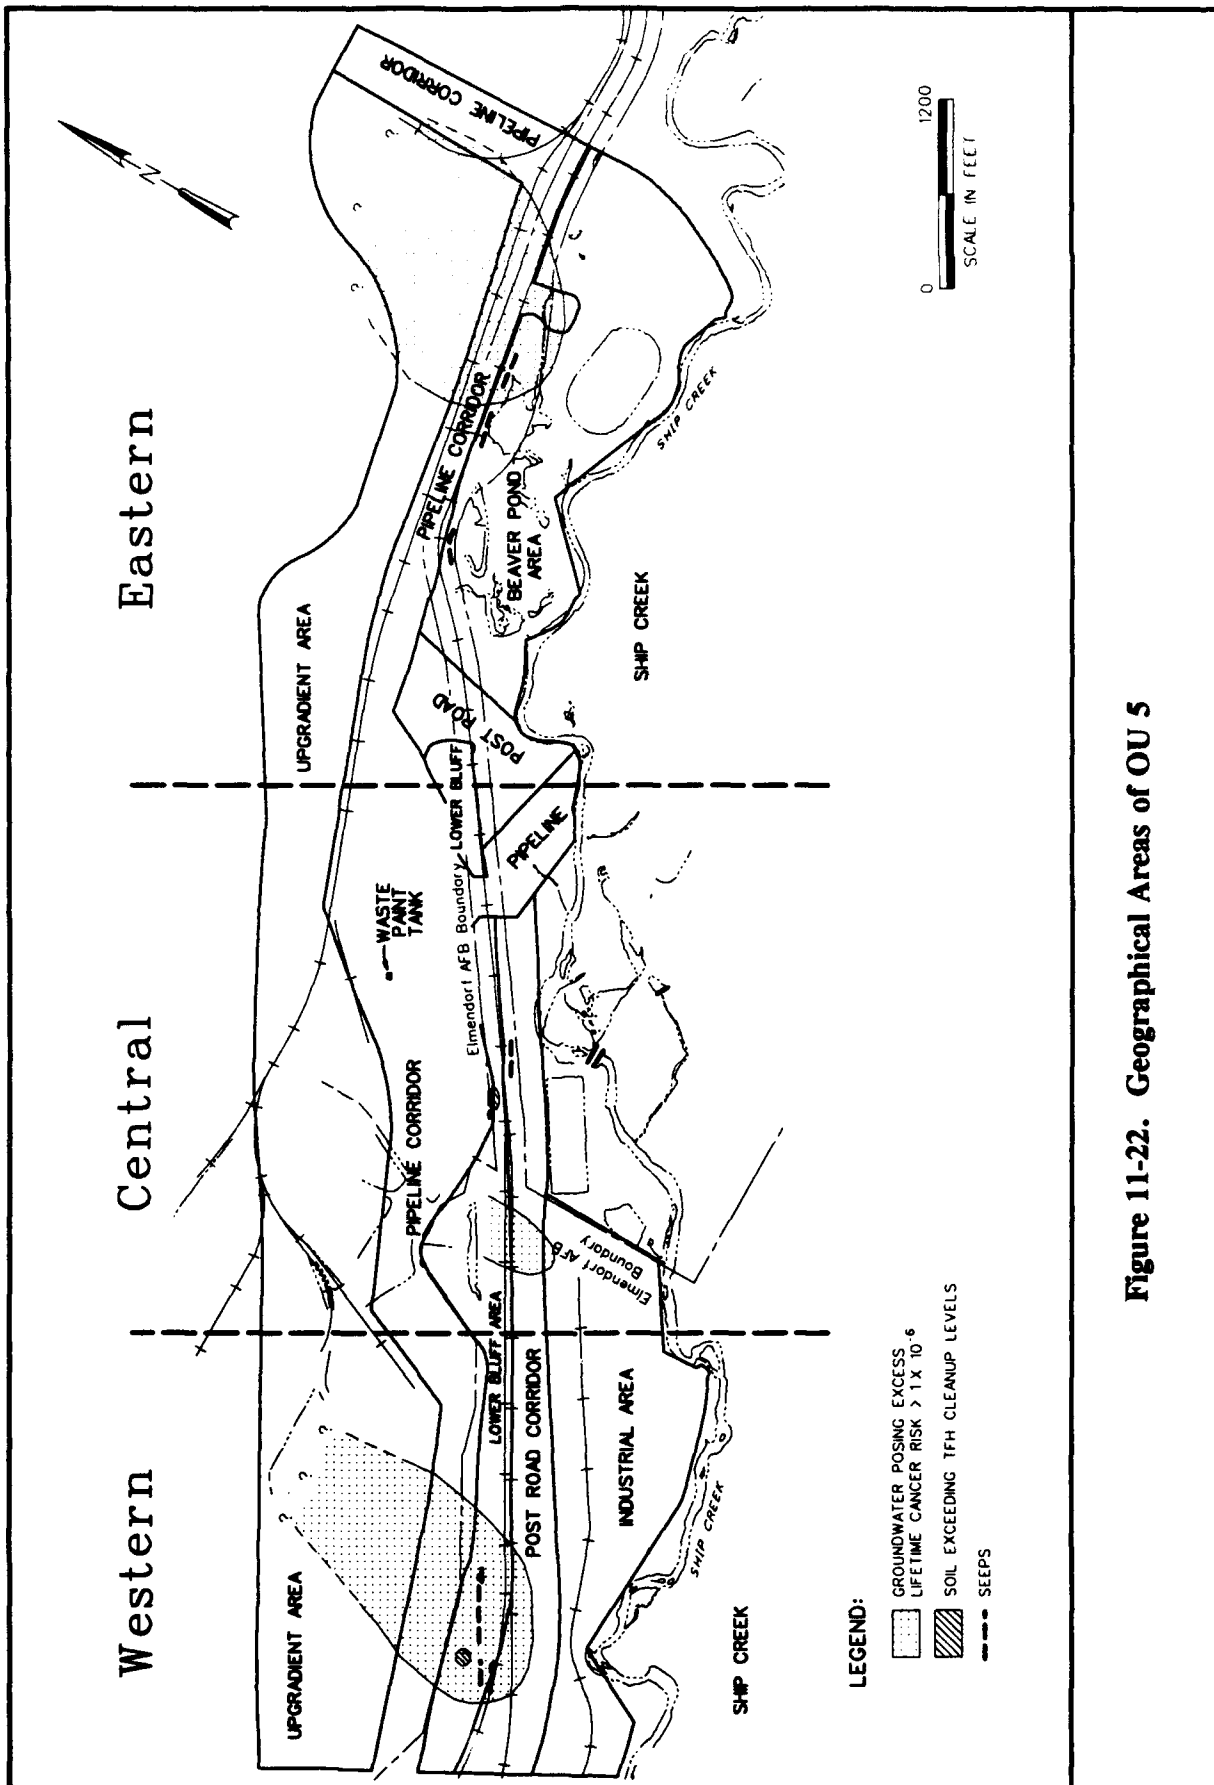 Western
Central
Eastern
N
PIPELINE CORRIDOR
?
?
?
?
?
?
UPGRADIENT AREA
UPGRADIENT AREA
PIPELINE CORRIDOR
WASTE
PAINT
TANK
PIPELINE CORRIDOR
Elmendorf AFB Boundary
LOWER BLUFF
POST ROAD
BEAVER POND
AREA
PIPELINE
LOWER BLUFF AREA
POST ROAD CORRIDOR
Elmendorf AFB
Boundary
INDUSTRIAL AREA
SHIP CREEK
SHIP CREEK
SHIP CREEK
SHIP CREEK
LEGEND:
GROUNDWATER POSING EXCESS
LIFETIME CANCER RISK > 1 X 10⁻⁶
SOIL EXCEEDING TFH CLEANUP LEVELS
SEEPS
0 1200
SCALE IN FEET
Figure 11-22. Geographical Areas of OU 5